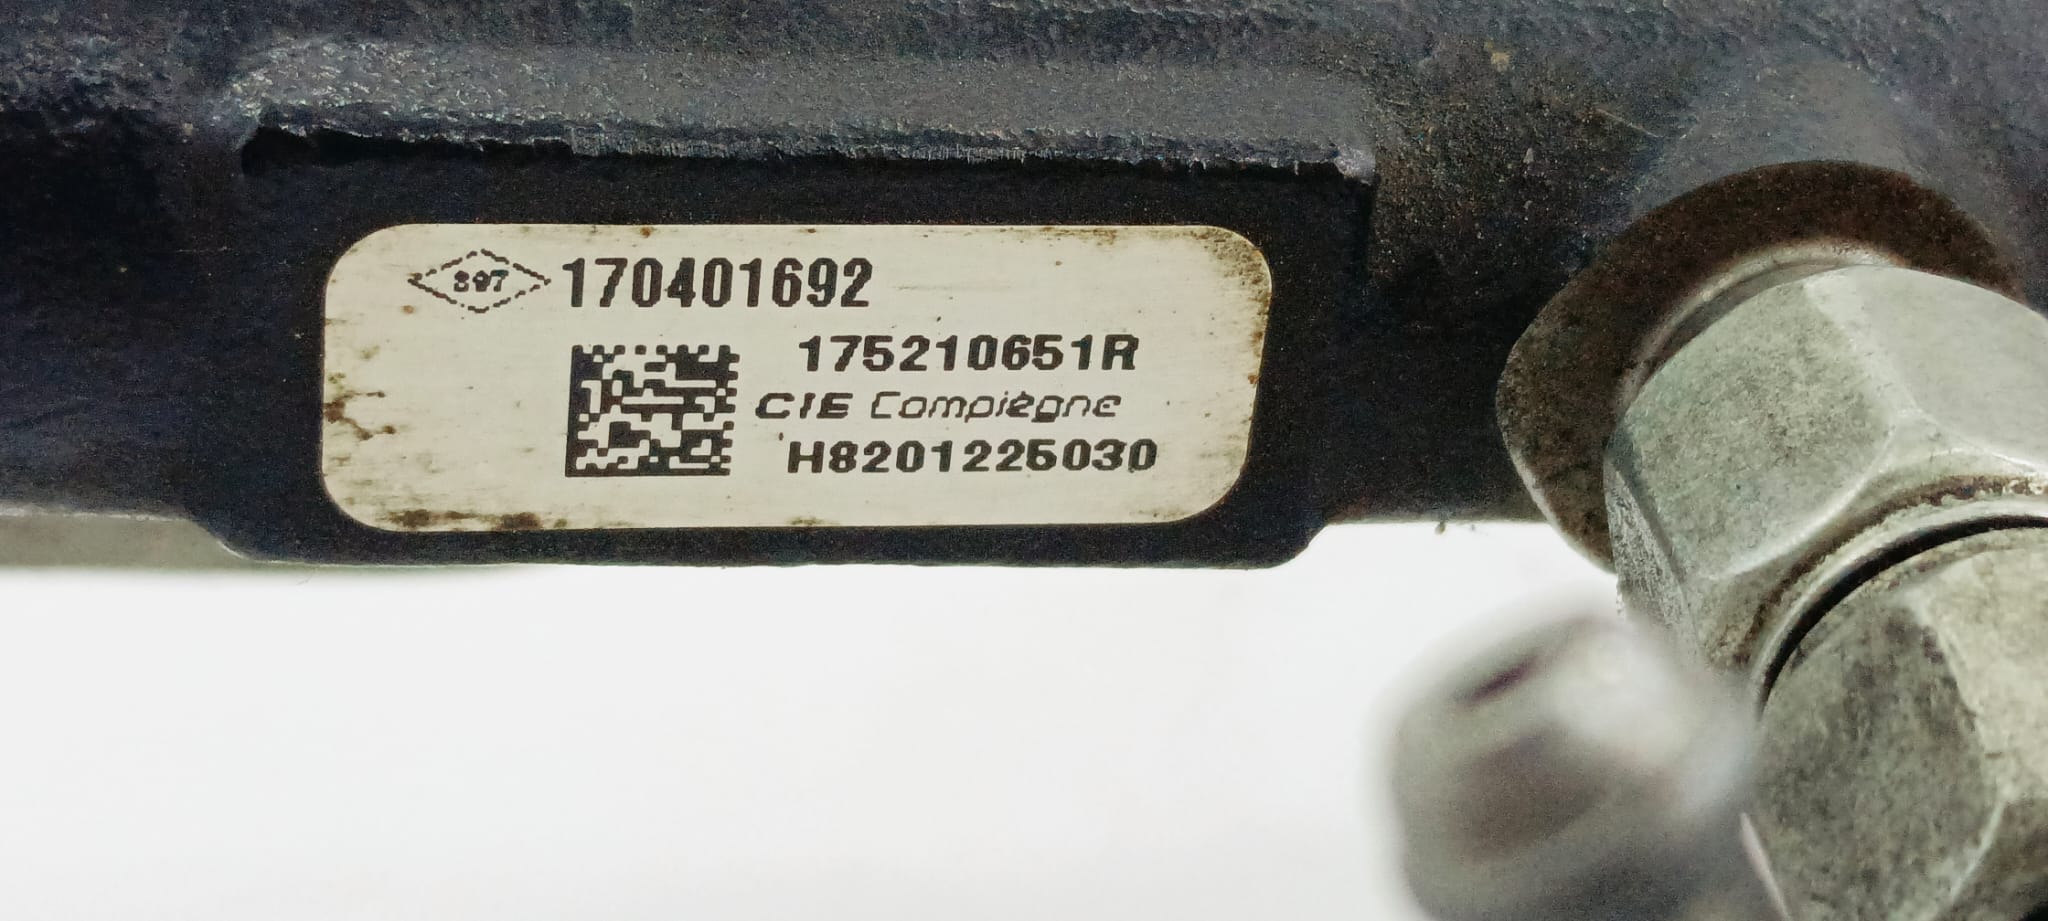 897 170401692
175210651R
CIE Compiègne
H8201225030